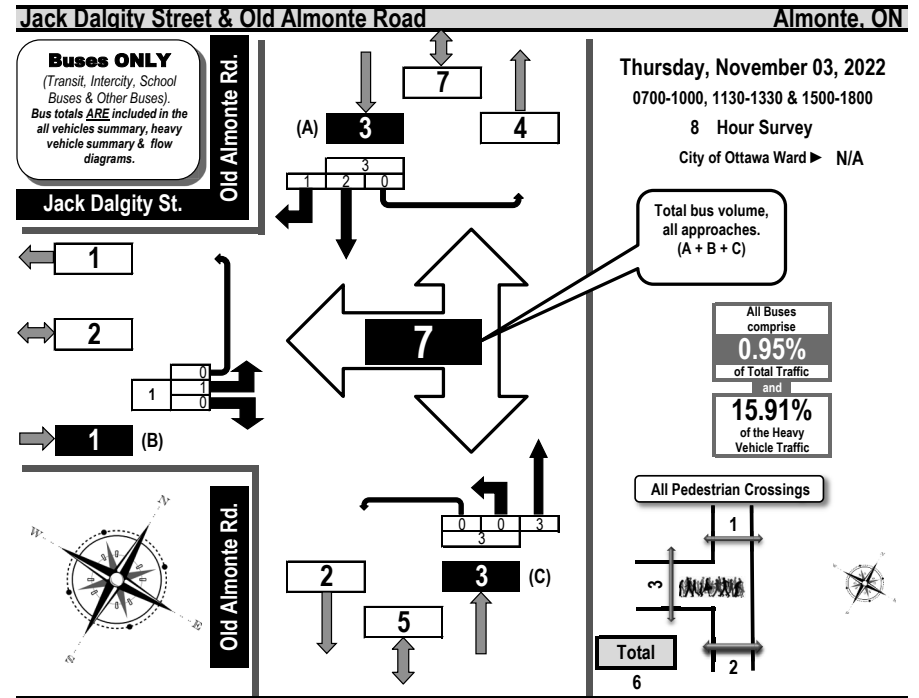 Jack Dalgity Street & Old Almonte Road
Almonte, ON
Buses ONLY
(Transit, Intercity, School
Buses & Other Buses).
Bus totals ARE included in the
all vehicles summary, heavy
vehicle summary & flow
diagrams.
Old Almonte Rd.
Jack Dalgity St.
7
(A) 3
4
3
1 2 0
Thursday, November 03, 2022
0700-1000, 1130-1330 & 1500-1800
8 Hour Survey
City of Ottawa Ward ► N/A
Total bus volume,
all approaches.
(A + B + C)
1
2
0
1 1
0
1 (B)
7
All Buses
comprise
0.95%
of Total Traffic
and
15.91%
of the Heavy
Vehicle Traffic
N
W
E
S
Old Almonte Rd.
0 0 3
3
2
3 (C)
5
All Pedestrian Crossings
1
3
2
Total
6